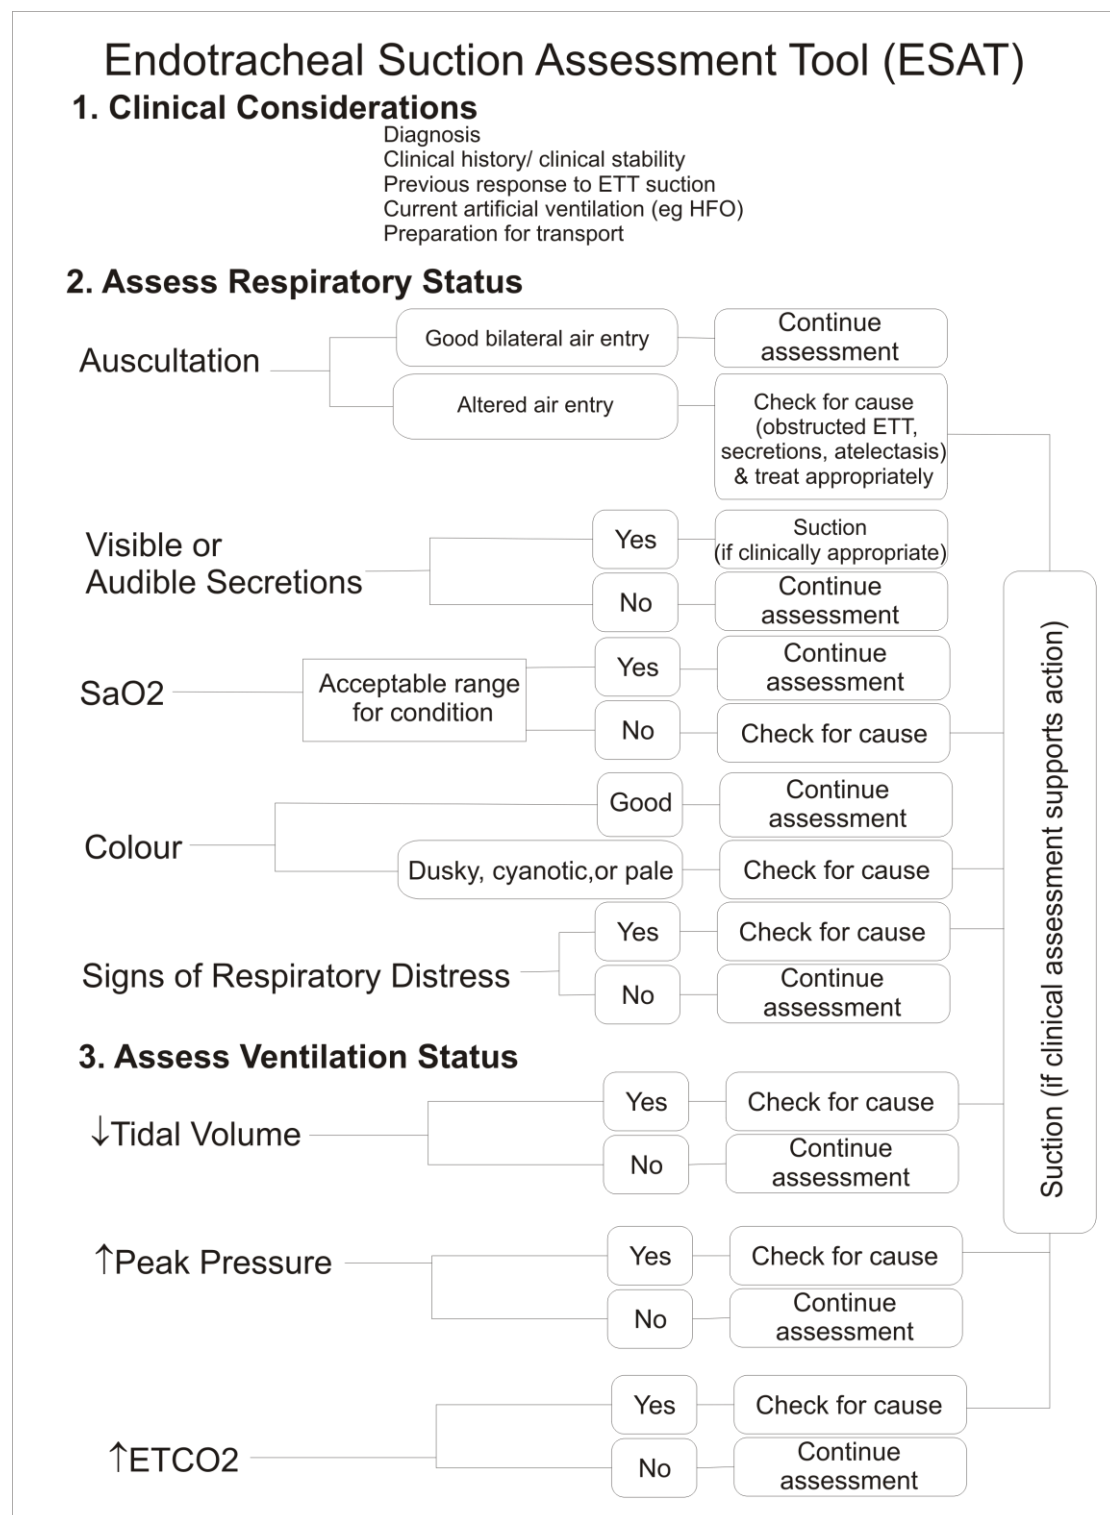 Endotracheal Suction Assessment Tool (ESAT)
1. Clinical Considerations
Diagnosis
Clinical history/ clinical stability
Previous response to ETT suction
Current artificial ventilation (eg HFO)
Preparation for transport
2. Assess Respiratory Status
Auscultation
Good bilateral air entry
Continue
assessment
Altered air entry
Check for cause
(obstructed ETT,
secretions, atelectasis)
& treat appropriately
Visible or
Audible Secretions
Yes
Suction
(if clinically appropriate)
No
Continue
assessment
SaO2
Acceptable range
for condition
Yes
Continue
assessment
No
Check for cause
Colour
Good
Continue
assessment
Dusky, cyanotic,or pale
Check for cause
Signs of Respiratory Distress
Yes
Check for cause
No
Continue
assessment
3. Assess Ventilation Status
↓Tidal Volume
Yes
Check for cause
No
Continue
assessment
↑Peak Pressure
Yes
Check for cause
No
Continue
assessment
↑ETCO2
Yes
Check for cause
No
Continue
assessment
Suction (if clinical assessment supports action)